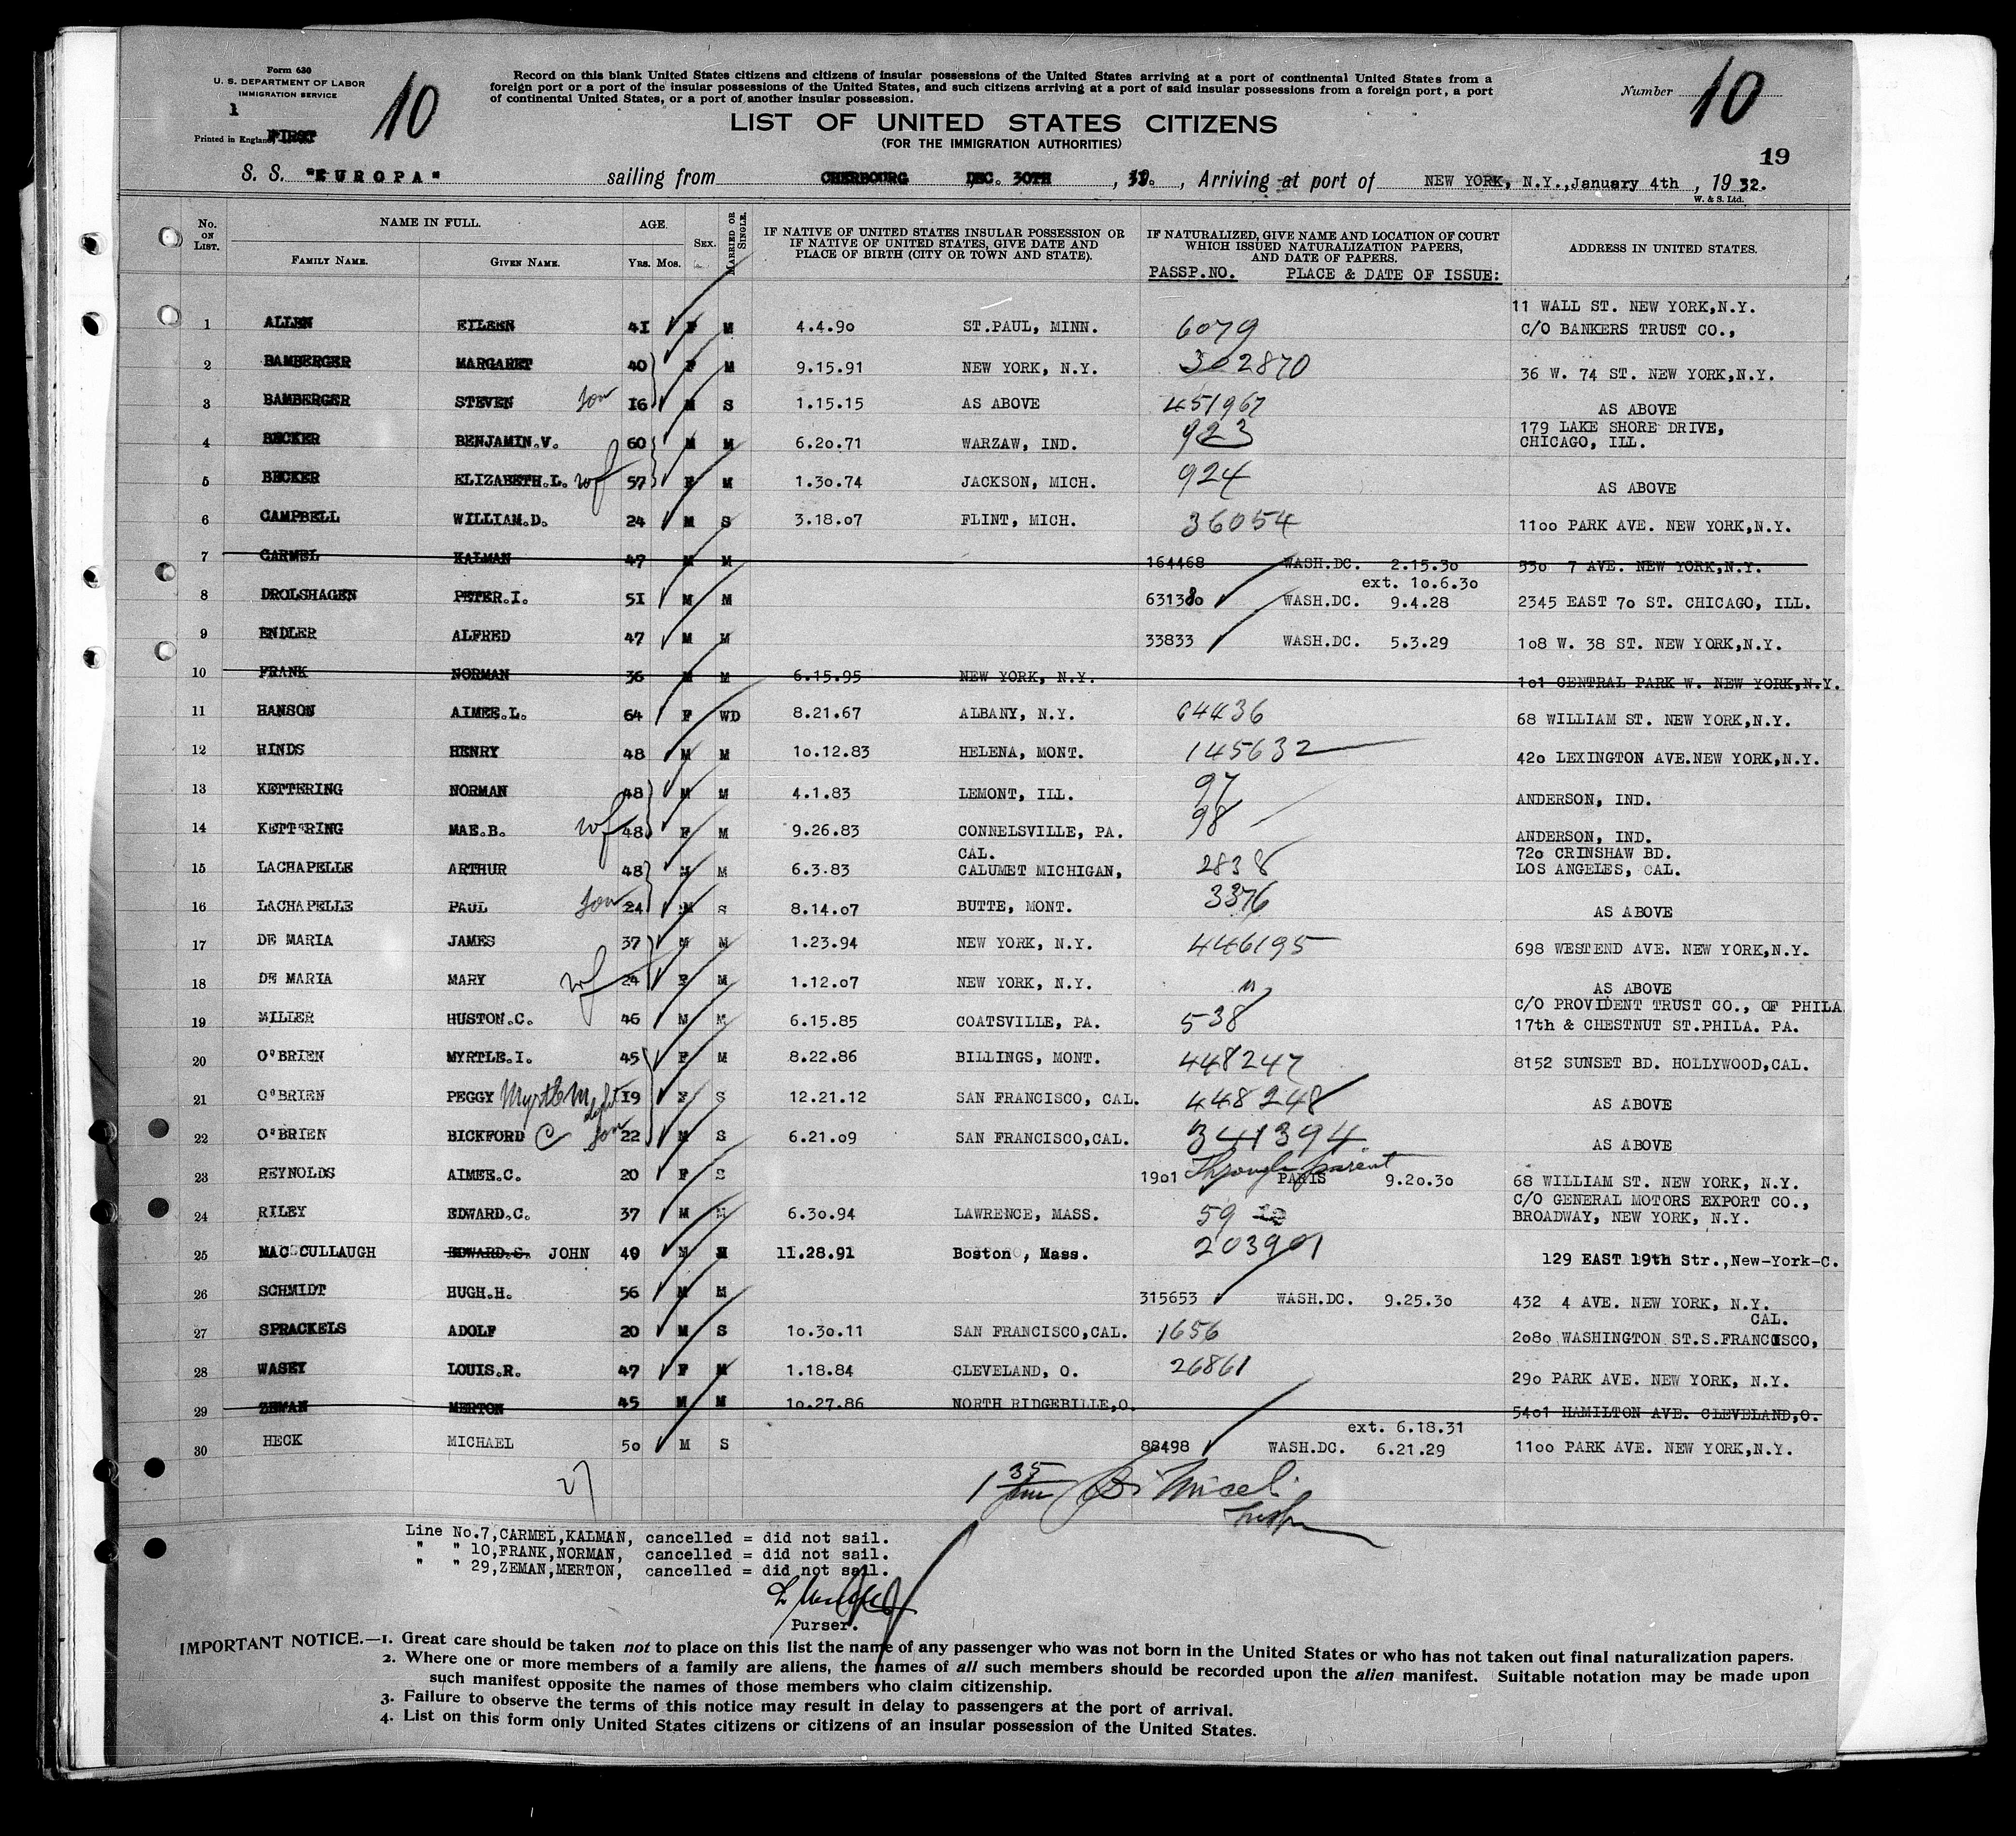 Form 630
U. S. DEPARTMENT OF LABOR
IMMIGRATION SERVICE
1
Printed in England FIRST
10
Record on this blank United States citizens and citizens of insular possessions of the United States arriving at a port of continental United States from a
foreign port or a port of the insular possessions of the United States, and such citizens arriving at a port of said insular possessions from a foreign port, a port
of continental United States, or a port of another insular possession.
Number 10
LIST OF UNITED STATES CITIZENS
(FOR THE IMMIGRATION AUTHORITIES)
19
S. S. "EUROPA" sailing from CHERBOURG DEC. 30TH, Arriving at port of NEW YORK, N.Y., January 4th, 1932.
W. & S. Ltd.
No. ON LIST. NAME IN FULL. FAMILY NAME. GIVEN NAME. AGE. YRS. MOS. SEX. MARRIED OR SINGLE. IF NATIVE OF UNITED STATES INSULAR POSSESSION OR IF NATIVE OF UNITED STATES, GIVE DATE AND PLACE OF BIRTH (CITY OR TOWN AND STATE). IF NATURALIZED, GIVE NAME AND LOCATION OF COURT WHICH ISSUED NATURALIZATION PAPERS, AND DATE OF PAPERS. ADDRESS IN UNITED STATES.
PASSP.NO. PLACE & DATE OF ISSUE:
11 WALL ST. NEW YORK,N.Y.
1 ALLEN EILEEN 41 F M 4.4.90 ST.PAUL, MINN. 6079 C/O BANKERS TRUST CO.,
2 BAMBERGER MARGARET 40 F M 9.15.91 NEW YORK, N.Y. 302870 36 W. 74 ST. NEW YORK,N.Y.
3 BAMBERGER STEVEN son 16 M S 1.15.15 AS ABOVE 451967 AS ABOVE
179 LAKE SHORE DRIVE,
4 BECKER BENJAMIN.V. 60 M M 6.20.71 WARZAW, IND. 923 CHICAGO, ILL.
5 BECKER ELIZABETH.L. wf 57 F M 1.30.74 JACKSON, MICH. 924 AS ABOVE
6 CAMPBELL WILLIAM.D. 24 M S 3.18.07 FLINT, MICH. 36054 1100 PARK AVE. NEW YORK,N.Y.
7 CARMEL KALMAN 47 M M 164468 WASH.DC. 2.15.30 530 7 AVE. NEW YORK,N.Y.
ext. 10.6.30
8 DROLSHAGEN PETER.I. 51 M M 631380 WASH.DC. 9.4.28 2345 EAST 70 ST. CHICAGO, ILL.
9 ENDLER ALFRED 47 M M 33833 WASH.DC. 5.3.29 108 W. 38 ST. NEW YORK,N.Y.
10 FRANK NORMAN 36 M M 6.15.95 NEW YORK, N.Y. 101 CENTRAL PARK W. NEW YORK,N.Y.
11 HANSON AIMEE.L. 64 F WD 8.21.67 ALBANY, N.Y. 64436 68 WILLIAM ST. NEW YORK,N.Y.
12 HINDS HENRY 48 M M 10.12.83 HELENA, MONT. 145632 420 LEXINGTON AVE.NEW YORK,N.Y.
13 KETTERING NORMAN 48 M M 4.1.83 LEMONT, ILL. 97 ANDERSON, IND.
14 KETTERING MAE.B. wf 48 F M 9.26.83 CONNELSVILLE, PA. 98 ANDERSON, IND.
CAL. 720 CRINSHAW BD.
15 LACHAPELLE ARTHUR 48 M M 6.3.83 CALUMET MICHIGAN, 2838 LOS ANGELES, CAL.
16 LACHAPELLE PAUL son 24 M S 8.14.07 BUTTE, MONT. 3376 AS ABOVE
17 DE MARIA JAMES 37 M M 1.23.94 NEW YORK, N.Y. 446195 698 WESTEND AVE. NEW YORK,N.Y.
18 DE MARIA MARY wf 24 F M 1.12.07 NEW YORK, N.Y. " AS ABOVE
C/O PROVIDENT TRUST CO., OF PHILA
19 MILLER HUSTON.C. 46 M M 6.15.85 COATSVILLE, PA. 538 17th & CHESTNUT ST.PHILA. PA.
20 O'BRIEN MYRTLE.I. 45 F M 8.22.86 BILLINGS, MONT. 448247 8152 SUNSET BD. HOLLYWOOD,CAL.
21 O'BRIEN PEGGY Myrtle M dght 19 F S 12.21.12 SAN FRANCISCO, CAL. 448248 AS ABOVE
22 O'BRIEN BICKFORD C son 22 M S 6.21.09 SAN FRANCISCO,CAL. 341394 AS ABOVE
23 REYNOLDS AIMEE.C. 20 F S 1901 Through parent PARIS 9.20.30 68 WILLIAM ST. NEW YORK, N.Y.
C/O GENERAL MOTORS EXPORT CO.,
24 RILEY EDWARD.C. 37 M M 6.30.94 LAWRENCE, MASS. 59 BROADWAY, NEW YORK, N.Y.
25 MAC CULLAUGH EDWARD.S. JOHN 40 M M 11.28.91 Boston, Mass. 203901 129 EAST 19th Str.,New-York-C.
26 SCHMIDT HUGH.H. 56 M M 315653 WASH.DC. 9.25.30 432 4 AVE. NEW YORK, N.Y.
CAL.
27 SPRACKELS ADOLF 20 M S 10.30.11 SAN FRANCISCO,CAL. 1656 2080 WASHINGTON ST.S.FRANCISCO,
28 WASEY LOUIS.R. 47 F M 1.18.84 CLEVELAND, O. 26861 290 PARK AVE. NEW YORK, N.Y.
29 ZEMAN MERTON 45 M M 10.27.86 NORTH RIDGEBILLE,O. 5401 HAMILTON AVE. CLEVELAND,O.
ext. 6.18.31
30 HECK MICHAEL 50 M S 88498 WASH.DC. 6.21.29 1100 PARK AVE. NEW YORK,N.Y.
27
Line No.7,CARMEL,KALMAN, cancelled = did not sail.
" " 10,FRANK,NORMAN, cancelled = did not sail.
" " 29,ZEMAN,MERTON, cancelled = did not sail.
Purser.
IMPORTANT NOTICE.—1. Great care should be taken not to place on this list the name of any passenger who was not born in the United States or who has not taken out final naturalization papers.
2. Where one or more members of a family are aliens, the names of all such members should be recorded upon the alien manifest. Suitable notation may be made upon
such manifest opposite the names of those members who claim citizenship.
3. Failure to observe the terms of this notice may result in delay to passengers at the port of arrival.
4. List on this form only United States citizens or citizens of an insular possession of the United States.